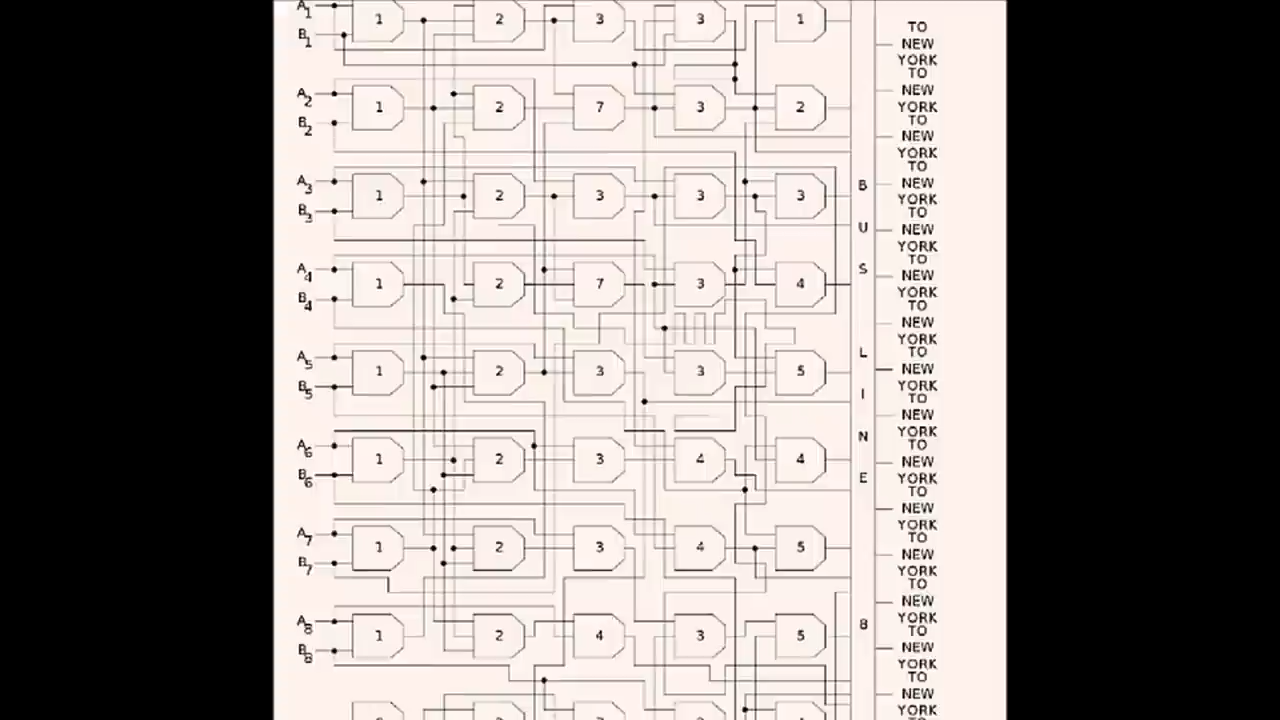 A1 1 2 3 3 1
B1
A2 1 2 7 3 2
B2
A3 1 2 3 3 3
B3
A4 1 2 7 3 4
B4
A5 1 2 3 3 5
B5
A6 1 2 3 4 4
B6
A7 1 2 3 4 5
B7
A8 1 2 4 3 5
B8
BUS LINE 8
TO
NEW
YORK
TO
NEW
YORK
TO
NEW
YORK
TO
NEW
YORK
TO
NEW
YORK
TO
NEW
YORK
TO
NEW
YORK
TO
NEW
YORK
TO
NEW
YORK
TO
NEW
YORK
TO
NEW
YORK
TO
NEW
YORK
TO
NEW
YORK
TO
NEW
YORK
TO
NEW
YORK